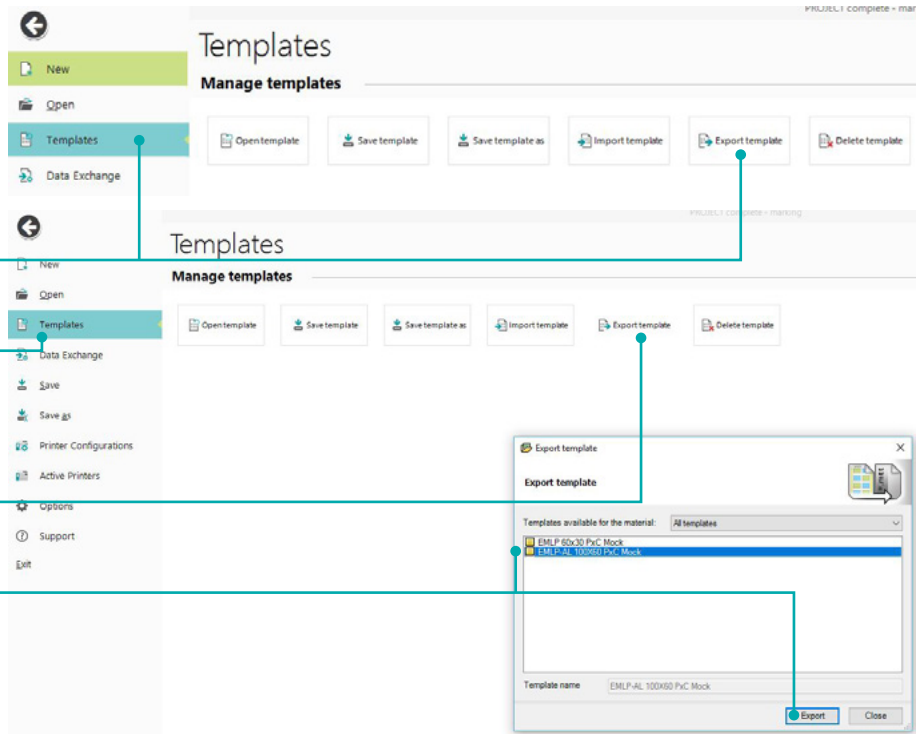 PROJECT complete - mar
Templates
Manage templates
New
Open
Templates
Data Exchange
Open template
Save template
Save template as
Import template
Export template
Delete template
PROJECT complete - marking
Templates
Manage templates
New
Open
Templates
Data Exchange
Save
Save as
Printer Configurations
Active Printers
Options
Support
Exit
Open template
Save template
Save template as
Import template
Export template
Delete template
Export template
Export template
Templates available for the material: All templates
EMLP 60x30 PxC Mock
EMLP-AL 100X60 PxC Mock
Template name EMLP-AL 100X60 PxC Mock
Export Close